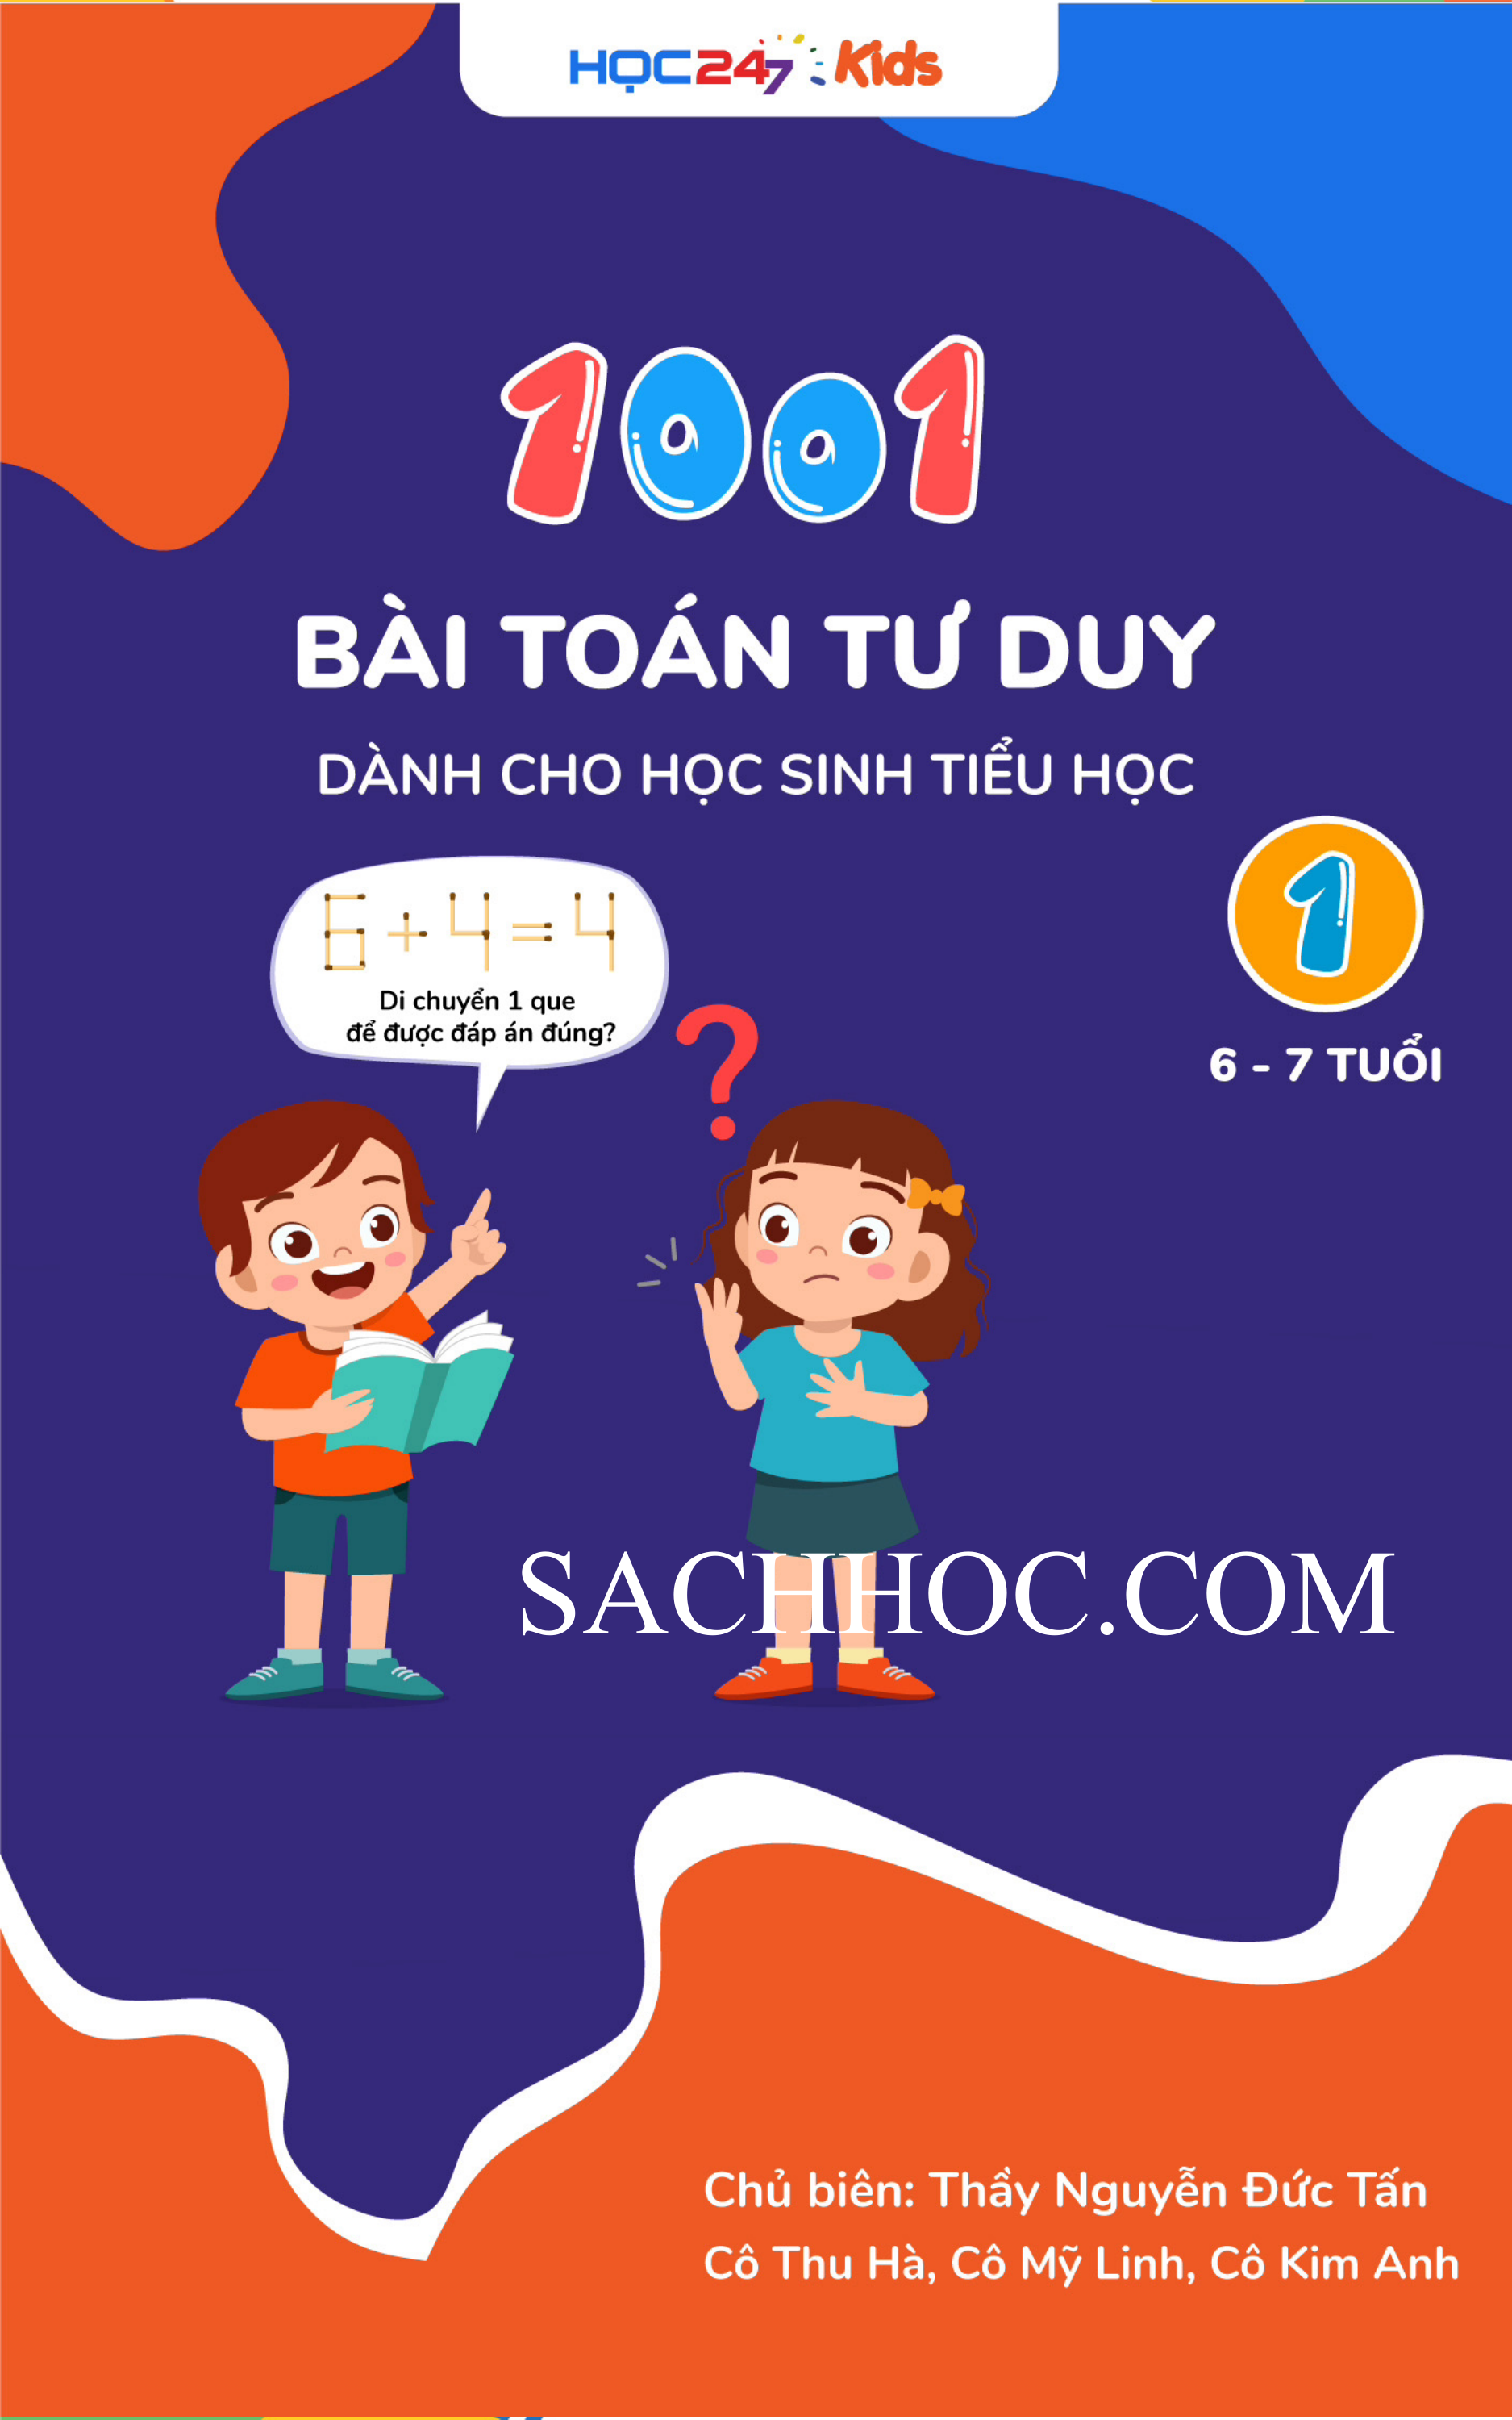 HỌC247 Kids
1001
BÀI TOÁN TƯ DUY
DÀNH CHO HỌC SINH TIỂU HỌC
1
6 - 7 TUỔI
6+4=4
Di chuyển 1 que
để được đáp án đúng?
?
SACHHOC.COM
Chủ biên: Thầy Nguyễn Đức Tấn
Cô Thu Hà, Cô Mỹ Linh, Cô Kim Anh